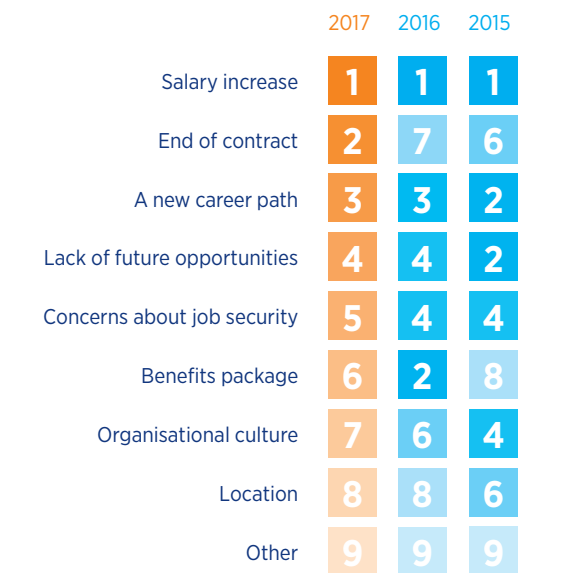 2017 2016 2015
Salary increase 1 1 1
End of contract 2 7 6
A new career path 3 3 2
Lack of future opportunities 4 4 2
Concerns about job security 5 4 4
Benefits package 6 2 8
Organisational culture 7 6 4
Location 8 8 6
Other 9 9 9